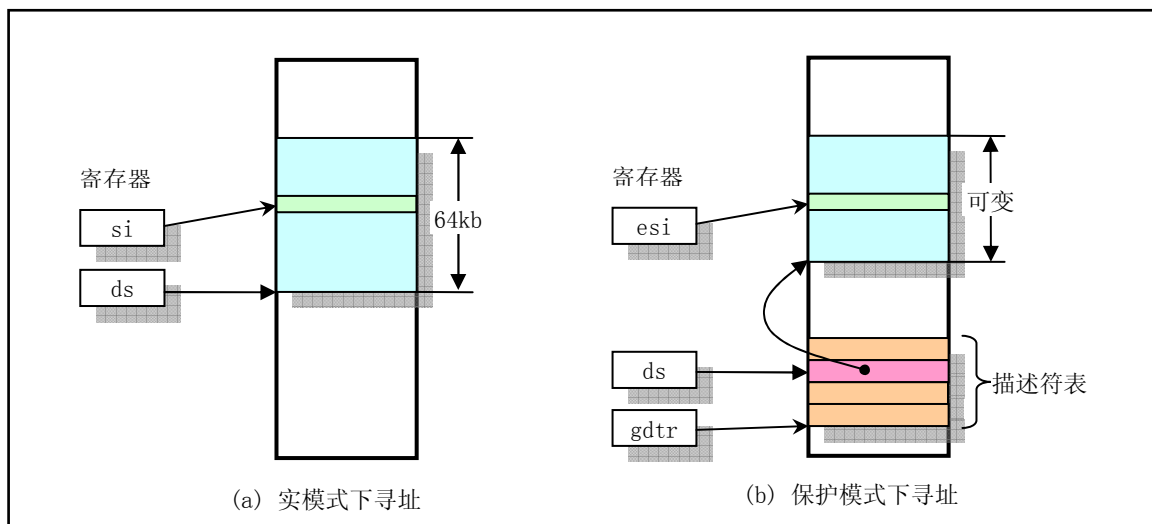 寄存器
si
ds
64kb
(a) 实模式下寻址
寄存器
esi
ds
gdtr
可变
描述符表
(b) 保护模式下寻址